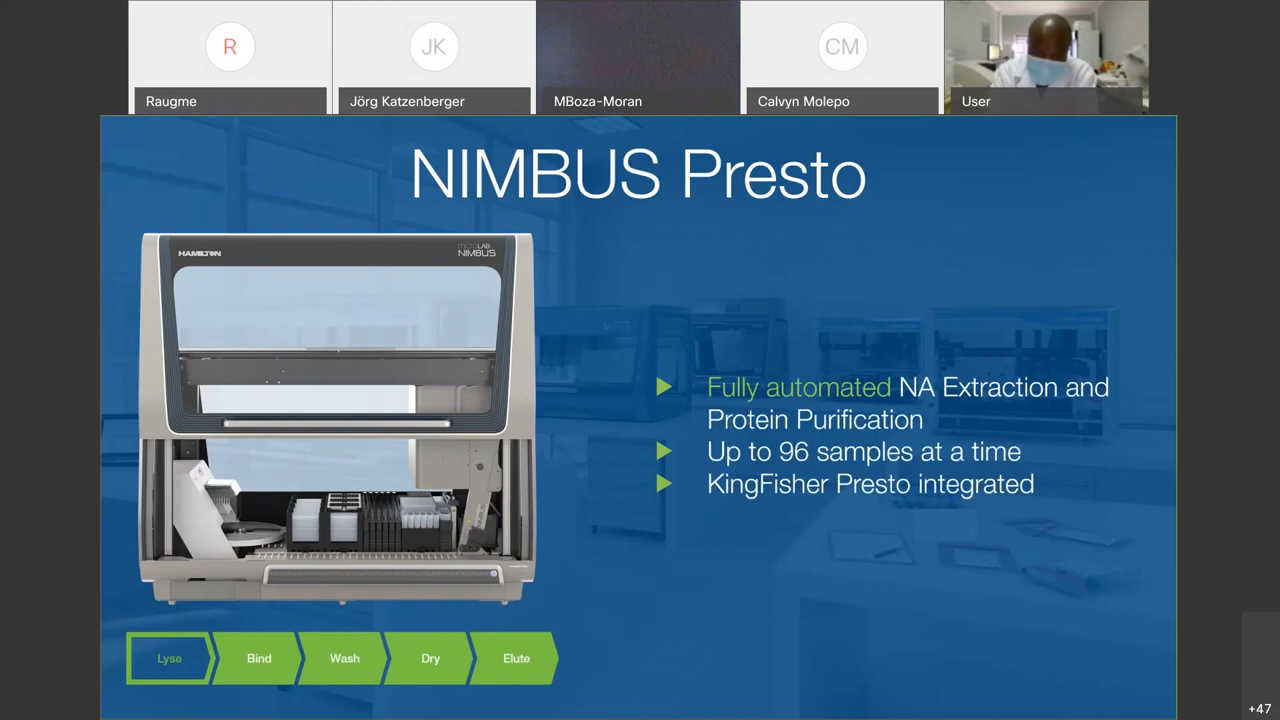 R
JK
CM
Raugme
Jörg Katzenberger
MBoza-Moran
Calvyn Molepo
User
NIMBUS Presto
HAMILTON
microLAB
NIMBUS
Fully automated NA Extraction and
Protein Purification
Up to 96 samples at a time
KingFisher Presto integrated
Lyse
Bind
Wash
Dry
Elute
+47